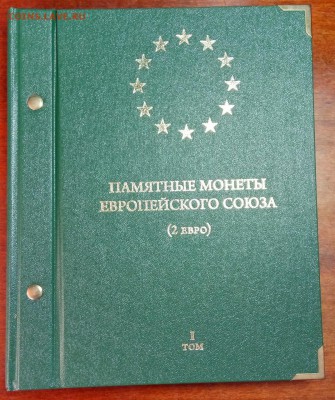 ПАМЯТНЫЕ МОНЕТЫ
ЕВРОПЕЙСКОГО СОЮЗА
(2 ЕВРО)
I
ТОМ